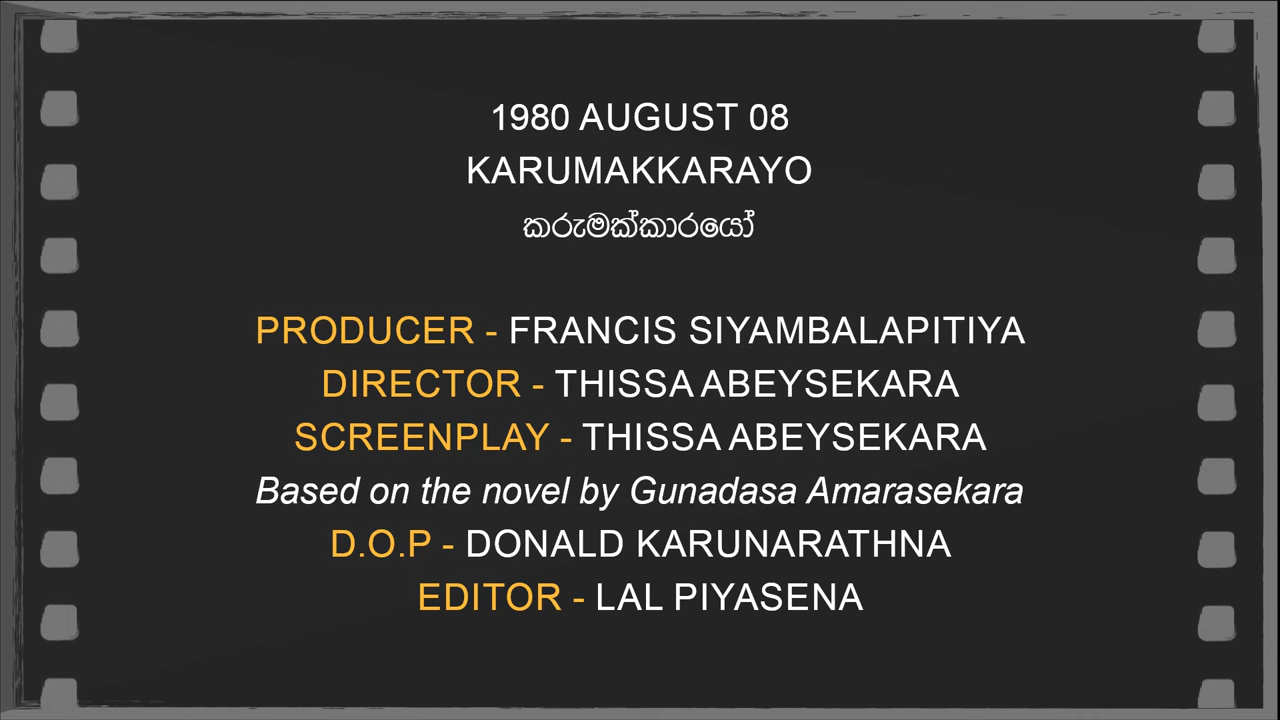 1980 AUGUST 08
KARUMAKKARAYO
කරුමක්කාරයෝ
PRODUCER - FRANCIS SIYAMBALAPITIYA
DIRECTOR - THISSA ABEYSEKARA
SCREENPLAY - THISSA ABEYSEKARA
Based on the novel by Gunadasa Amarasekara
D.O.P - DONALD KARUNARATHNA
EDITOR - LAL PIYASENA